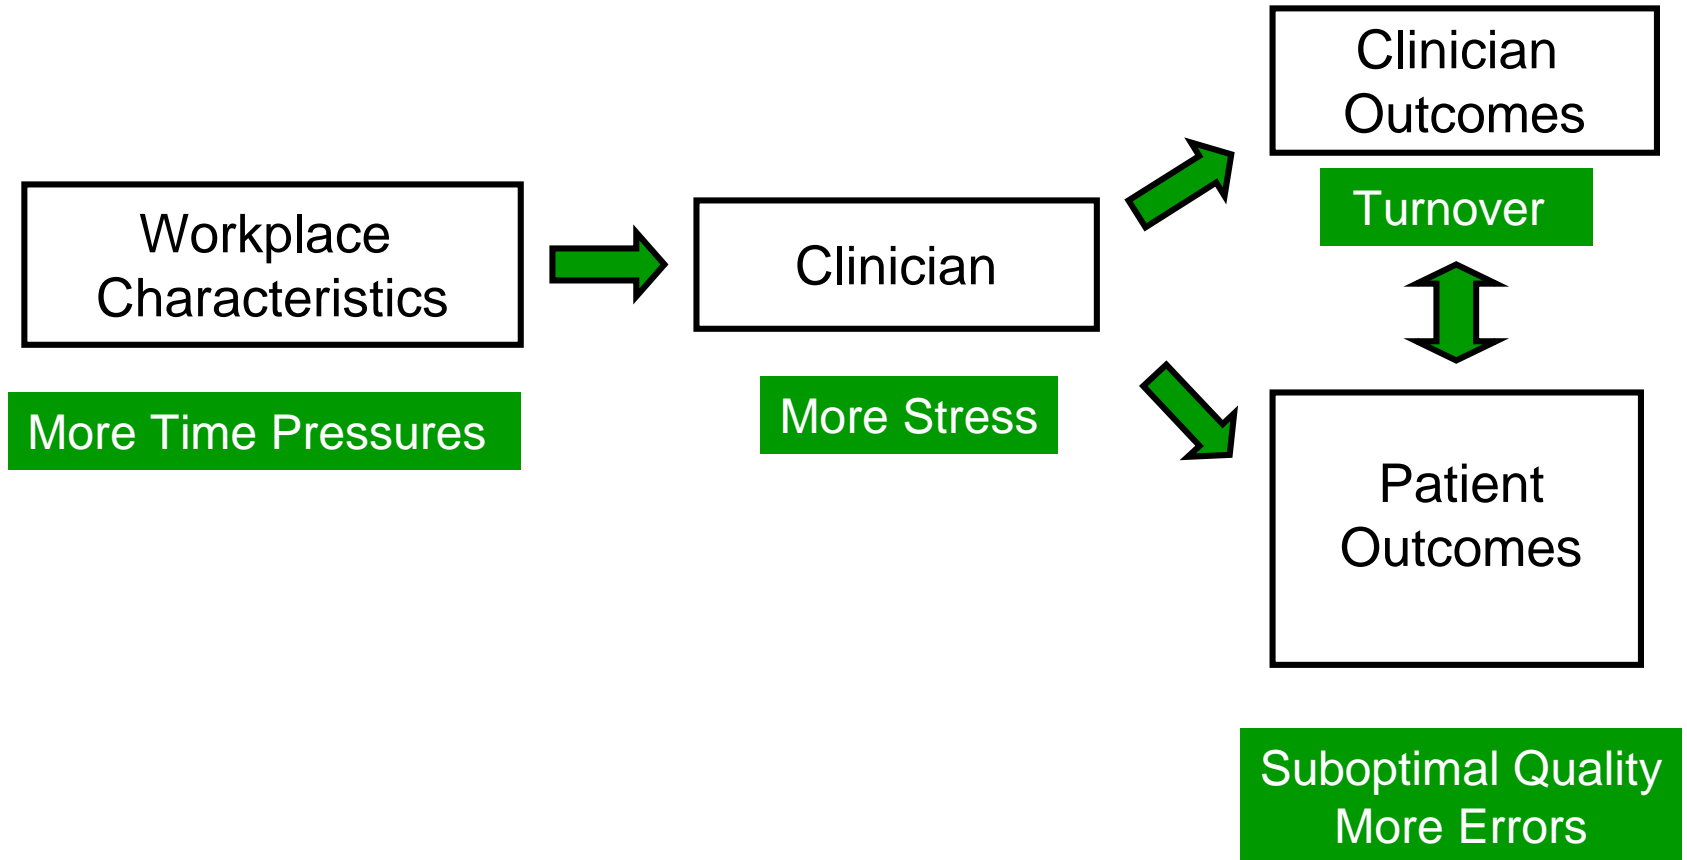 Workplace
Characteristics
More Time Pressures
Clinician
More Stress
Clinician
Outcomes
Turnover
Patient
Outcomes
Suboptimal Quality
More Errors